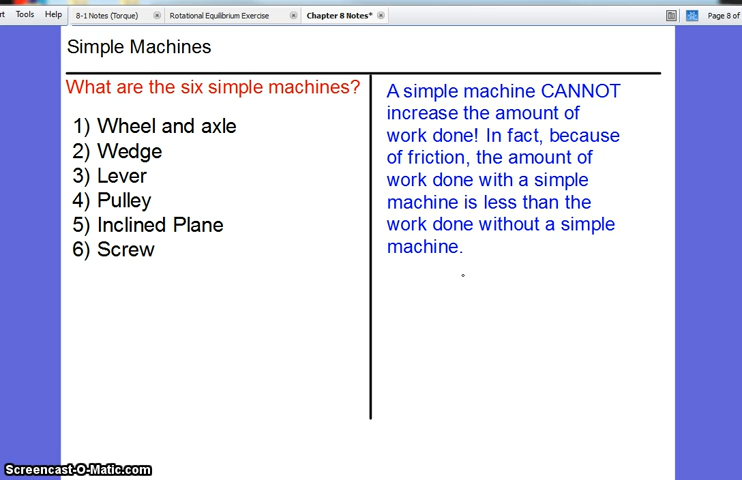 rt Tools Help 8-1 Notes (Torque) Rotational Equilibrium Exercise Chapter 8 Notes* Page 8 of
Simple Machines
What are the six simple machines?
1) Wheel and axle
2) Wedge
3) Lever
4) Pulley
5) Inclined Plane
6) Screw
A simple machine CANNOT
increase the amount of
work done! In fact, because
of friction, the amount of
work done with a simple
machine is less than the
work done without a simple
machine.
Screencast-O-Matic.com